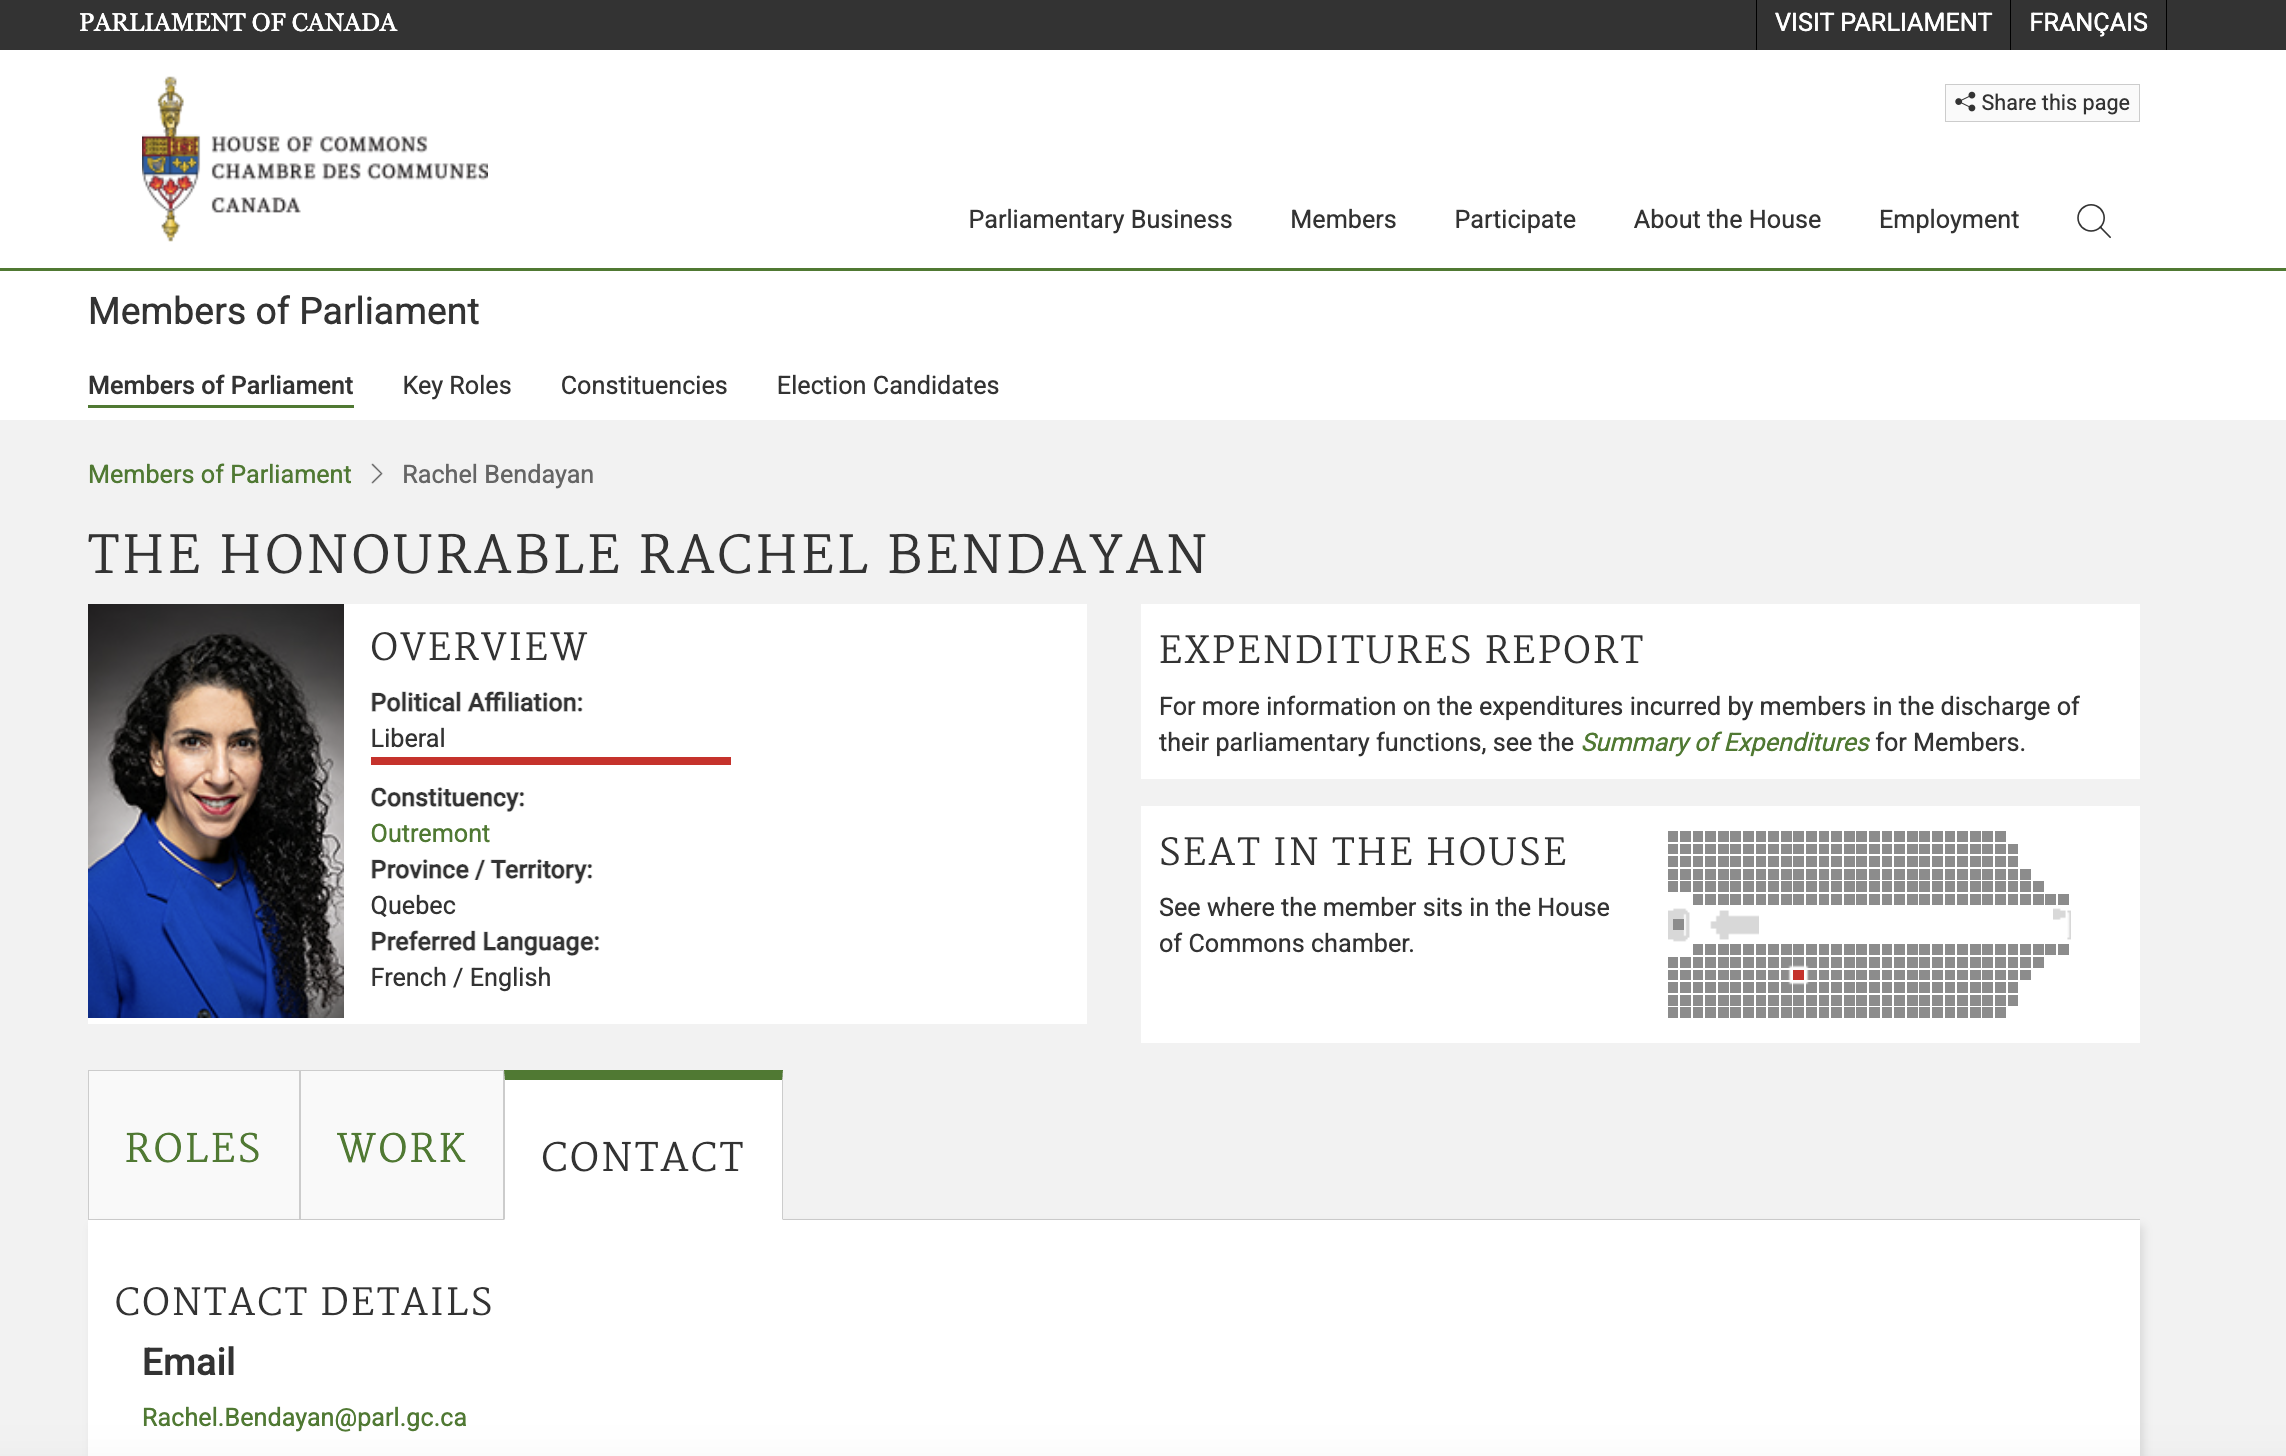 PARLIAMENT OF CANADA
VISIT PARLIAMENT
FRANÇAIS
HOUSE OF COMMONS
CHAMBRE DES COMMUNES
CANADA
Share this page
Parliamentary Business
Members
Participate
About the House
Employment
Members of Parliament
Members of Parliament
Key Roles
Constituencies
Election Candidates
Members of Parliament
Rachel Bendayan
THE HONOURABLE RACHEL BENDAYAN
OVERVIEW
Political Affiliation:
Liberal
Constituency:
Outremont
Province / Territory:
Quebec
Preferred Language:
French / English
EXPENDITURES REPORT
For more information on the expenditures incurred by members in the discharge of
their parliamentary functions, see the Summary of Expenditures for Members.
SEAT IN THE HOUSE
See where the member sits in the House
of Commons chamber.
ROLES
WORK
CONTACT
CONTACT DETAILS
Email
Rachel.Bendayan@parl.gc.ca